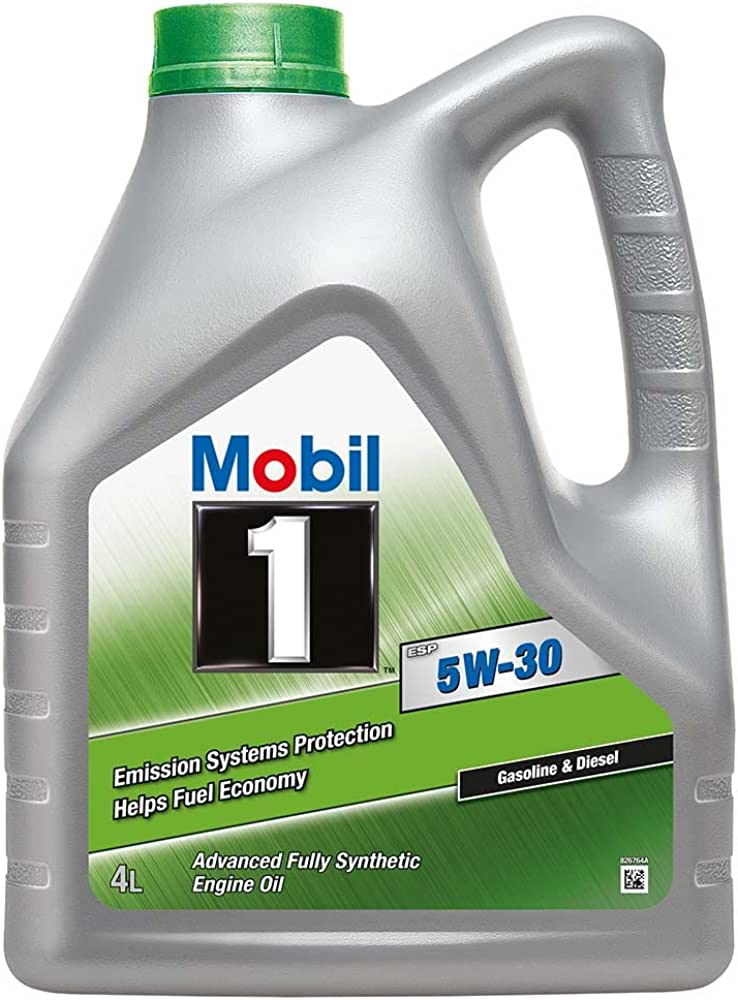 Mobil
1
TM
ESP
5W-30
Emission Systems Protection
Helps Fuel Economy
Gasoline & Diesel
826764A
4L
Advanced Fully Synthetic
Engine Oil